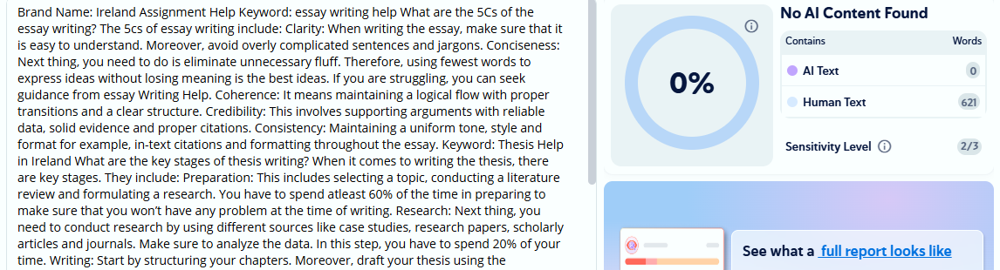 Brand Name: Ireland Assignment Help Keyword: essay writing help What are the 5Cs of the
essay writing? The 5cs of essay writing include: Clarity: When writing the essay, make sure that it
is easy to understand. Moreover, avoid overly complicated sentences and jargons. Conciseness:
Next thing, you need to do is eliminate unnecessary fluff. Therefore, using fewest words to
express ideas without losing meaning is the best ideas. If you are struggling, you can seek
guidance from essay Writing Help. Coherence: It means maintaining a logical flow with proper
transitions and a clear structure. Credibility: This involves supporting arguments with reliable
data, solid evidence and proper citations. Consistency: Maintaining a uniform tone, style and
format for example, in-text citations and formatting throughout the essay. Keyword: Thesis Help
in Ireland What are the key stages of thesis writing? When it comes to writing the thesis, there
are key stages. They include: Preparation: This includes selecting a topic, conducting a literature
review and formulating a research. You have to spend atleast 60% of the time in preparing to
make sure that you won't have any problem at the time of writing. Research: Next thing, you
need to conduct research by using different sources like case studies, research papers, scholarly
articles and journals. Make sure to analyze the data. In this step, you have to spend 20% of your
time. Writing: Start by structuring your chapters. Moreover, draft your thesis using the
0%
No AI Content Found
Contains Words
AI Text 0
Human Text 621
Sensitivity Level 2/3
See what a full report looks like